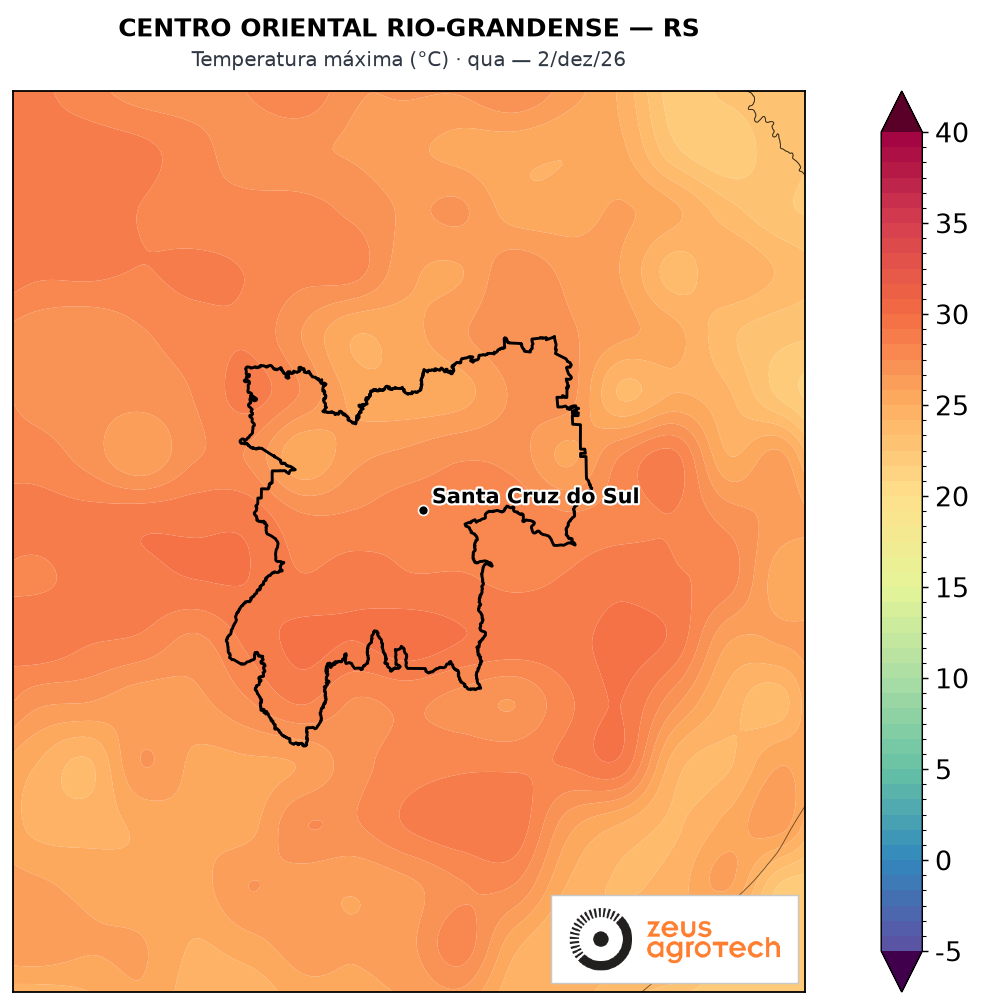 CENTRO ORIENTAL RIO-GRANDENSE — RS
Temperatura máxima (°C) · qua — 2/dez/26
40
35
30
25
20
15
10
5
0
-5
Santa Cruz do Sul
zeus
agrotech